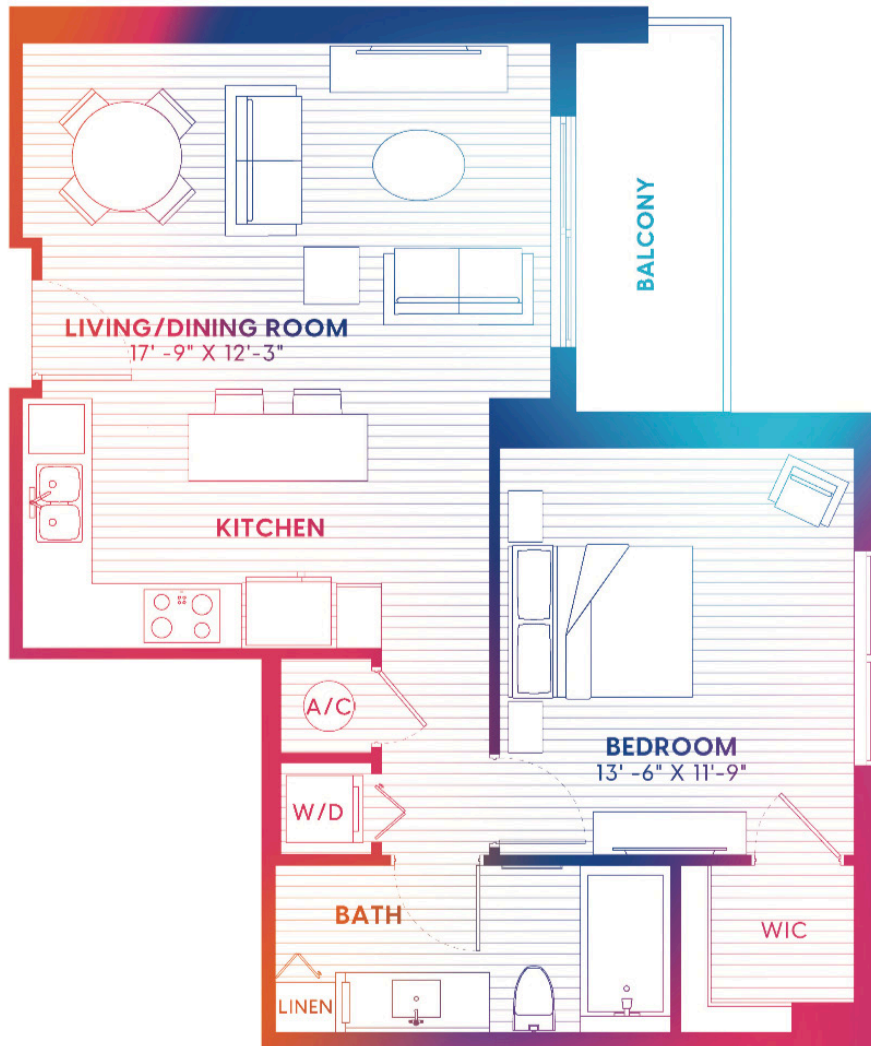 BALCONY
LIVING/DINING ROOM
17' -9" X 12'-3"
KITCHEN
A/C
BEDROOM
13' -6" X 11'-9"
W/D
BATH
WIC
LINEN